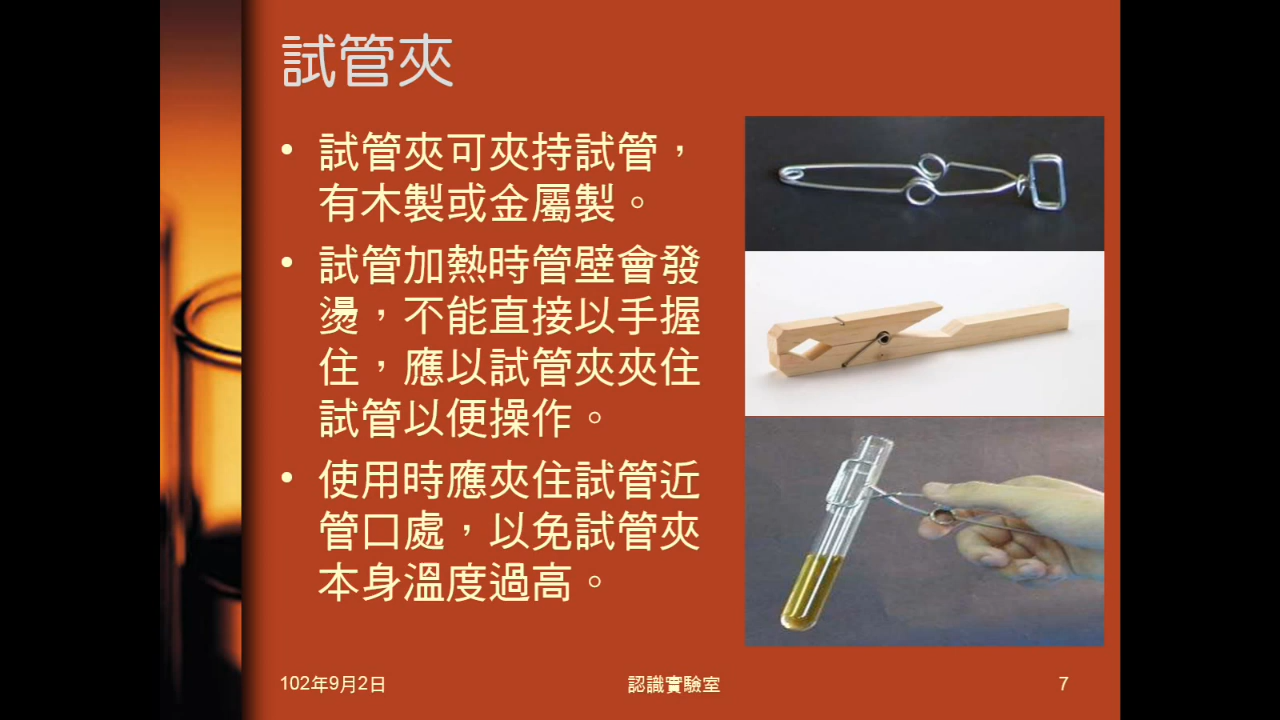 試管夾
• 試管夾可夾持試管，
有木製或金屬製。
• 試管加熱時管壁會發
燙，不能直接以手握
住，應以試管夾夾住
試管以便操作。
• 使用時應夾住試管近
管口處，以免試管夾
本身溫度過高。
102年9月2日
認識實驗室
7